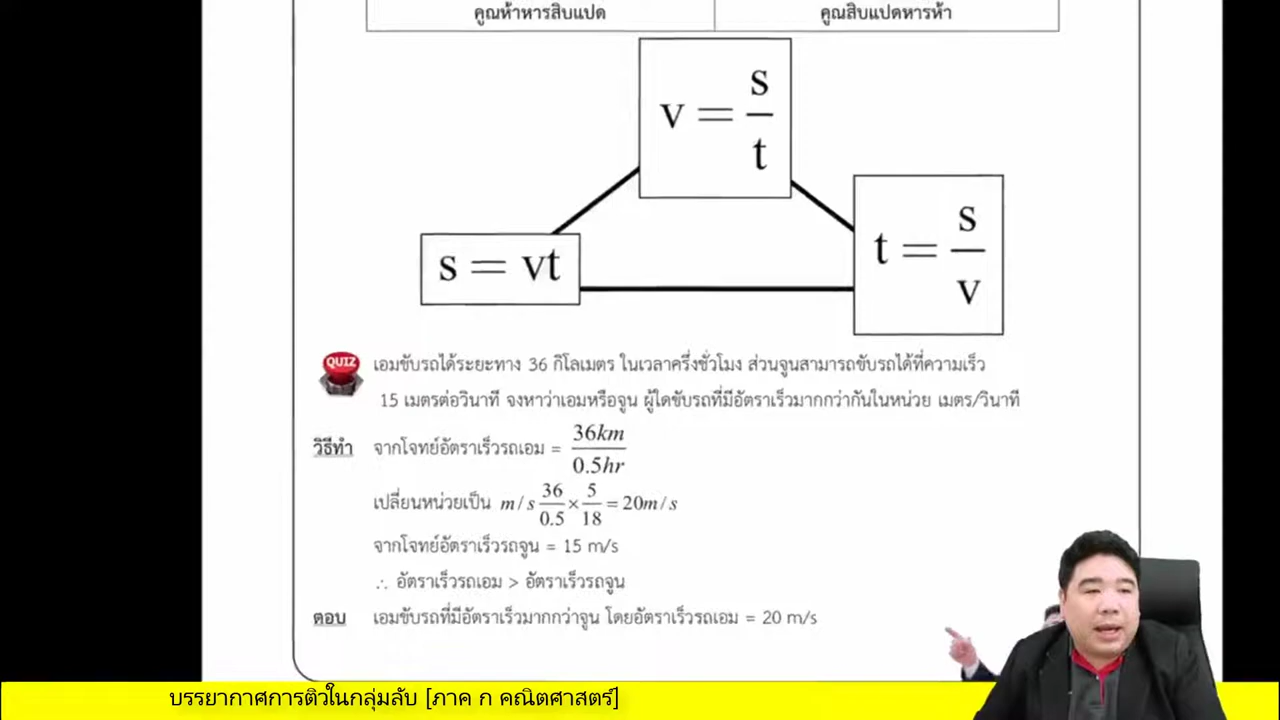 คูณห้าหารสิบแปด คูณสิบแปดหารห้า
v = s/t
s = vt
t = s/v
QUIZ เอมขับรถได้ระยะทาง 36 กิโลเมตร ในเวลาครึ่งชั่วโมง ส่วนจูนสามารถขับรถได้ที่ความเร็ว
15 เมตรต่อวินาที จงหาว่าเอมหรือจูน ผู้ใดขับรถที่มีอัตราเร็วมากกว่ากันในหน่วย เมตร/วินาที
วิธีทำ จากโจทย์อัตราเร็วรถเอม = 36km/0.5hr
เปลี่ยนหน่วยเป็น m/s 36/0.5 × 5/18 = 20m/s
จากโจทย์อัตราเร็วรถจูน = 15 m/s
∴ อัตราเร็วรถเอม > อัตราเร็วรถจูน
ตอบ เอมขับรถที่มีอัตราเร็วมากกว่าจูน โดยอัตราเร็วรถเอม = 20 m/s
บรรยากาศการติวในกลุ่มลับ [ภาค ก คณิตศาสตร์]